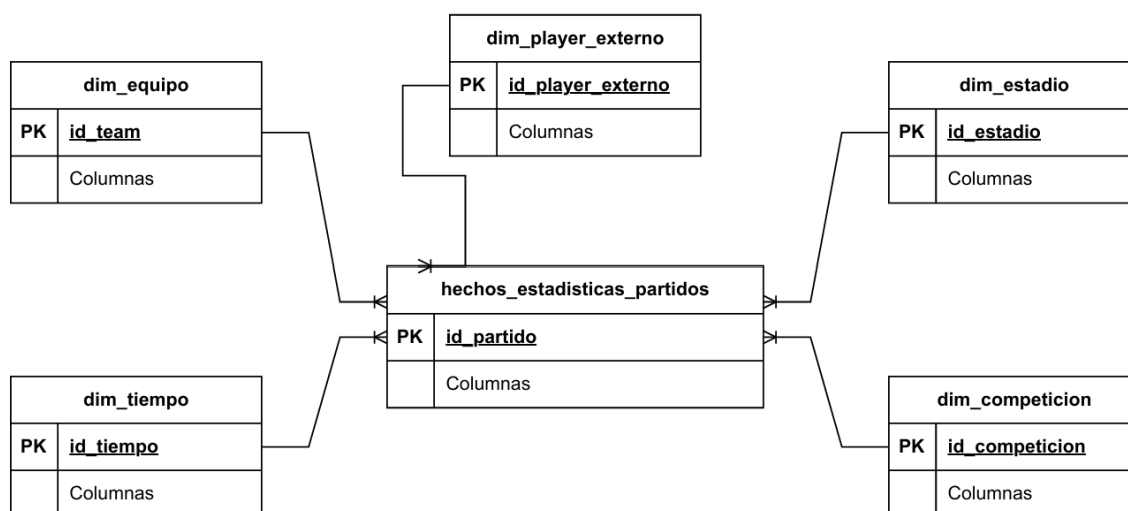 dim_player_externo
PK id_player_externo
Columnas
dim_equipo
PK id_team
Columnas
dim_estadio
PK id_estadio
Columnas
hechos_estadisticas_partidos
PK id_partido
Columnas
dim_tiempo
PK id_tiempo
Columnas
dim_competicion
PK id_competicion
Columnas